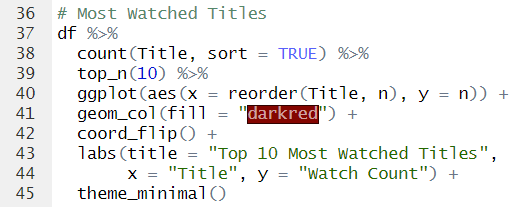 36 # Most Watched Titles
37 df %>%
38   count(Title, sort = TRUE) %>%
39   top_n(10) %>%
40   ggplot(aes(x = reorder(Title, n), y = n)) +
41   geom_col(fill = "darkred") +
42   coord_flip() +
43   labs(title = "Top 10 Most Watched Titles",
44        x = "Title", y = "Watch Count") +
45   theme_minimal()